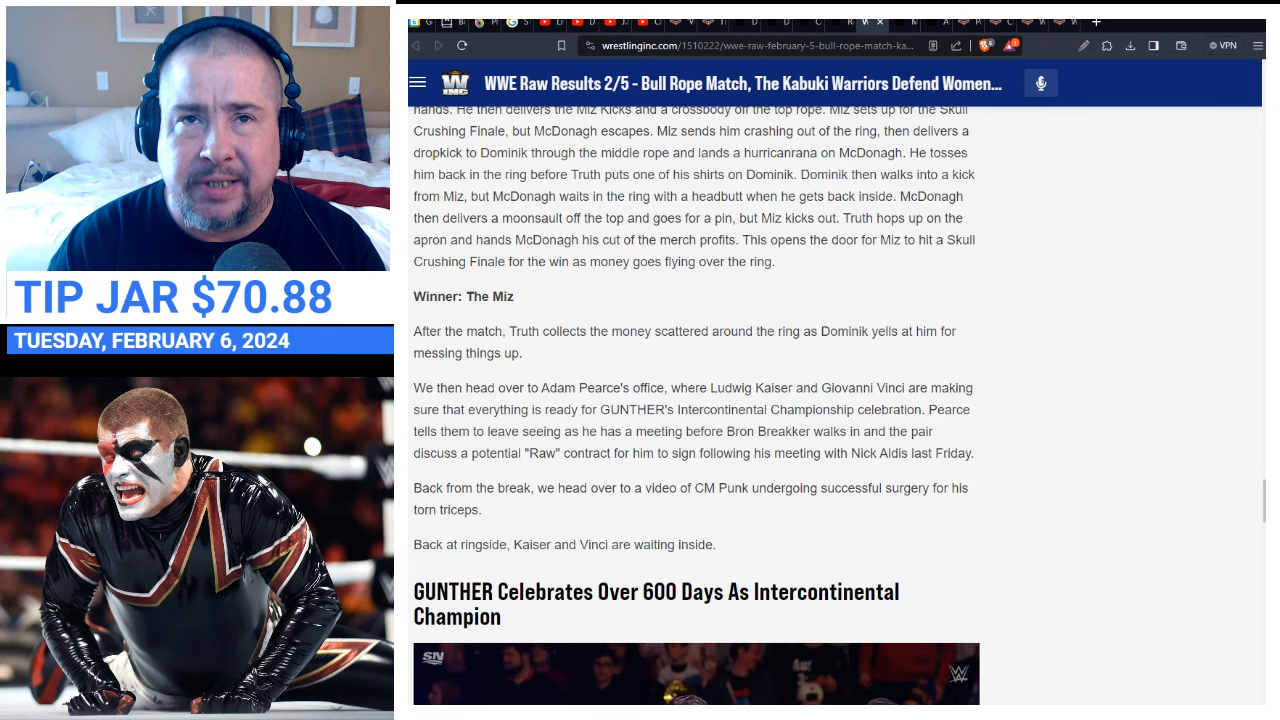 wrestlinginc.com/1510222/wwe-raw-february-5-bull-rope-match-ka...
VPN
W
ING
WWE Raw Results 2/5 - Bull Rope Match, The Kabuki Warriors Defend Women...
hands. He then delivers the Miz Kicks and a crossbody off the top rope. Miz sets up for the Skull
Crushing Finale, but McDonagh escapes. Miz sends him crashing out of the ring, then delivers a
dropkick to Dominik through the middle rope and lands a hurricanrana on McDonagh. He tosses
him back in the ring before Truth puts one of his shirts on Dominik. Dominik then walks into a kick
from Miz, but McDonagh waits in the ring with a headbutt when he gets back inside. McDonagh
then delivers a moonsault off the top and goes for a pin, but Miz kicks out. Truth hops up on the
apron and hands McDonagh his cut of the merch profits. This opens the door for Miz to hit a Skull
Crushing Finale for the win as money goes flying over the ring.
Winner: The Miz
After the match, Truth collects the money scattered around the ring as Dominik yells at him for
messing things up.
We then head over to Adam Pearce's office, where Ludwig Kaiser and Giovanni Vinci are making
sure that everything is ready for GUNTHER's Intercontinental Championship celebration. Pearce
tells them to leave seeing as he has a meeting before Bron Breakker walks in and the pair
discuss a potential "Raw" contract for him to sign following his meeting with Nick Aldis last Friday.
Back from the break, we head over to a video of CM Punk undergoing successful surgery for his
torn triceps.
Back at ringside, Kaiser and Vinci are waiting inside.
GUNTHER Celebrates Over 600 Days As Intercontinental
Champion
SN
W
TIP JAR $70.88
TUESDAY, FEBRUARY 6, 2024